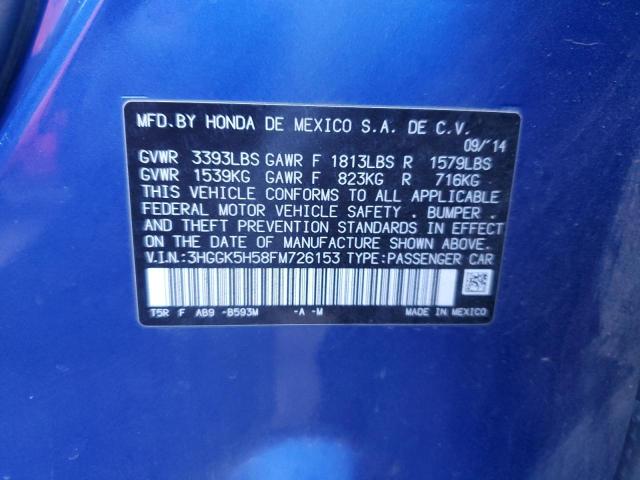 MFD.BY HONDA DE MEXICO S.A. DE C.V.
09/14
GVWR 3393LBS GAWR F 1813LBS R 1579LBS
GVWR 1539KG GAWR F 823KG R 716KG
THIS VEHICLE CONFORMS TO ALL APPLICABLE
FEDERAL MOTOR VEHICLE SAFETY . BUMPER .
AND THEFT PREVENTION STANDARDS IN EFFECT
ON THE DATE OF MANUFACTURE SHOWN ABOVE.
V.I.N.:3HGGK5H58FM726153 TYPE:PASSENGER CAR
T5R F AB9 -B593M -A -M MADE IN MEXICO